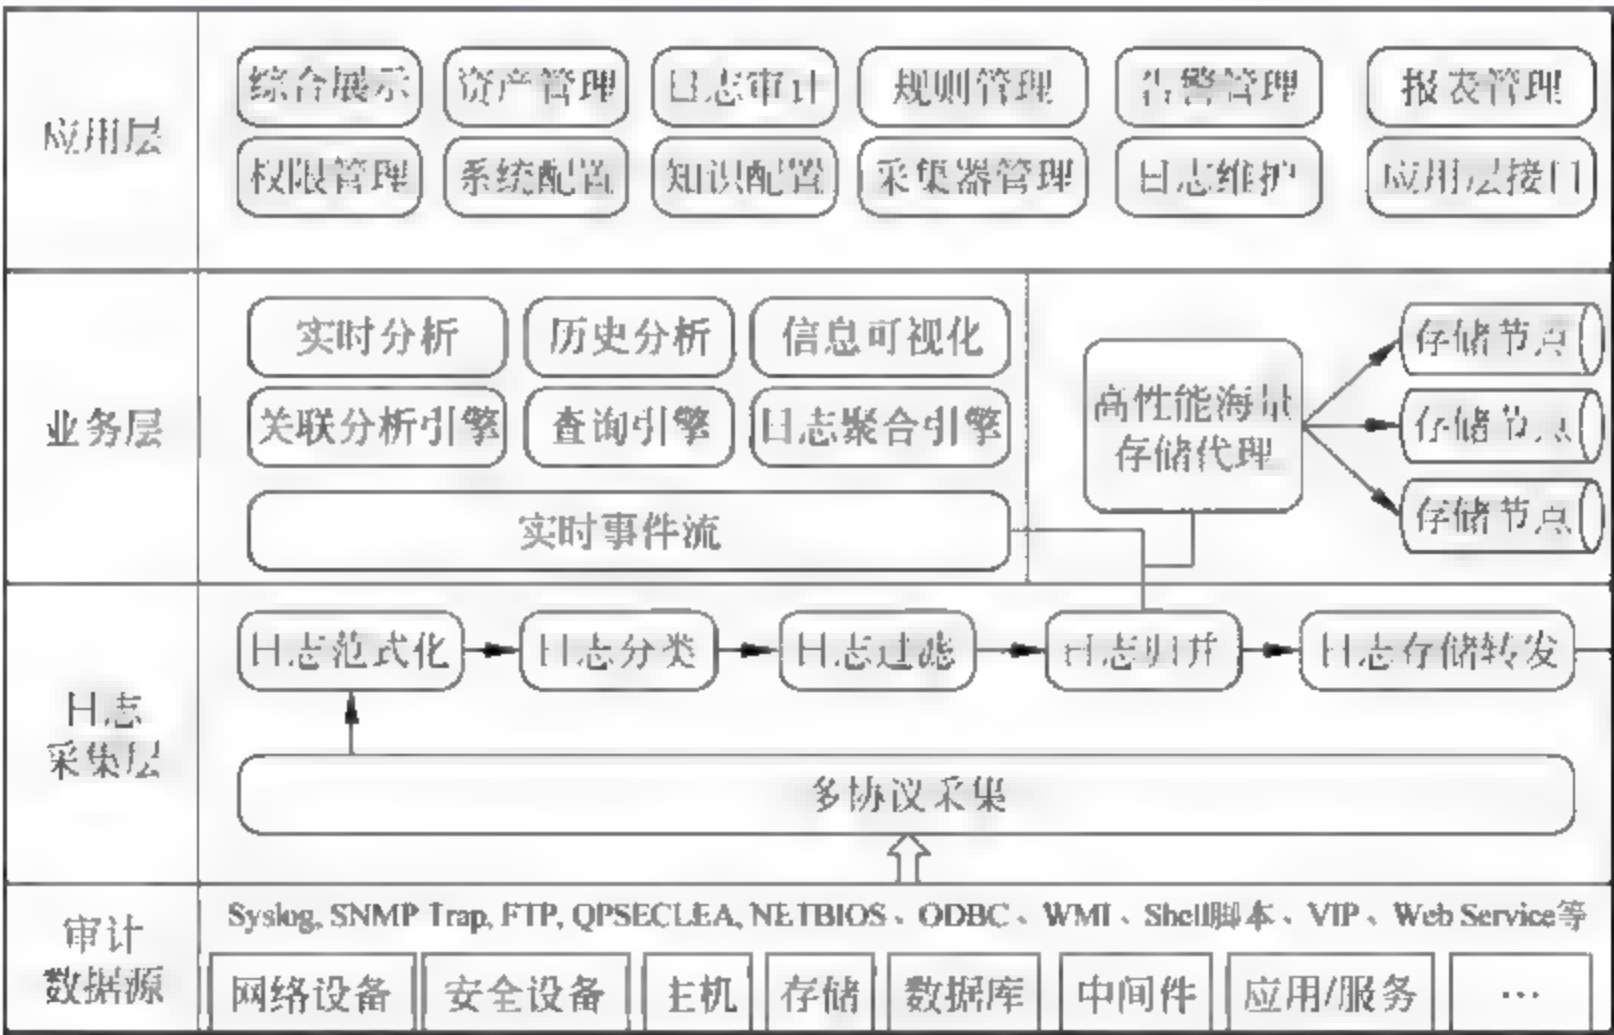 应用层
综合展示 资产管理 日志审计 规则管理 告警管理 报表管理
权限管理 系统配置 知识配置 采集器管理 日志维护 应用层接口
业务层
实时分析 历史分析 信息可视化
关联分析引擎 查询引擎 日志聚合引擎
实时事件流
高性能海量
存储代理
存储节点
存储节点
存储节点
日志
采集层
日志范式化 日志分类 日志过滤 日志归并 日志存储转发
多协议采集
审计
数据源
Syslog, SNMP Trap, FTP, QPSECLEA, NETBIOS、ODBC、WMI、Shell脚本、VIP、Web Service等
网络设备 安全设备 主机 存储 数据库 中间件 应用/服务 …